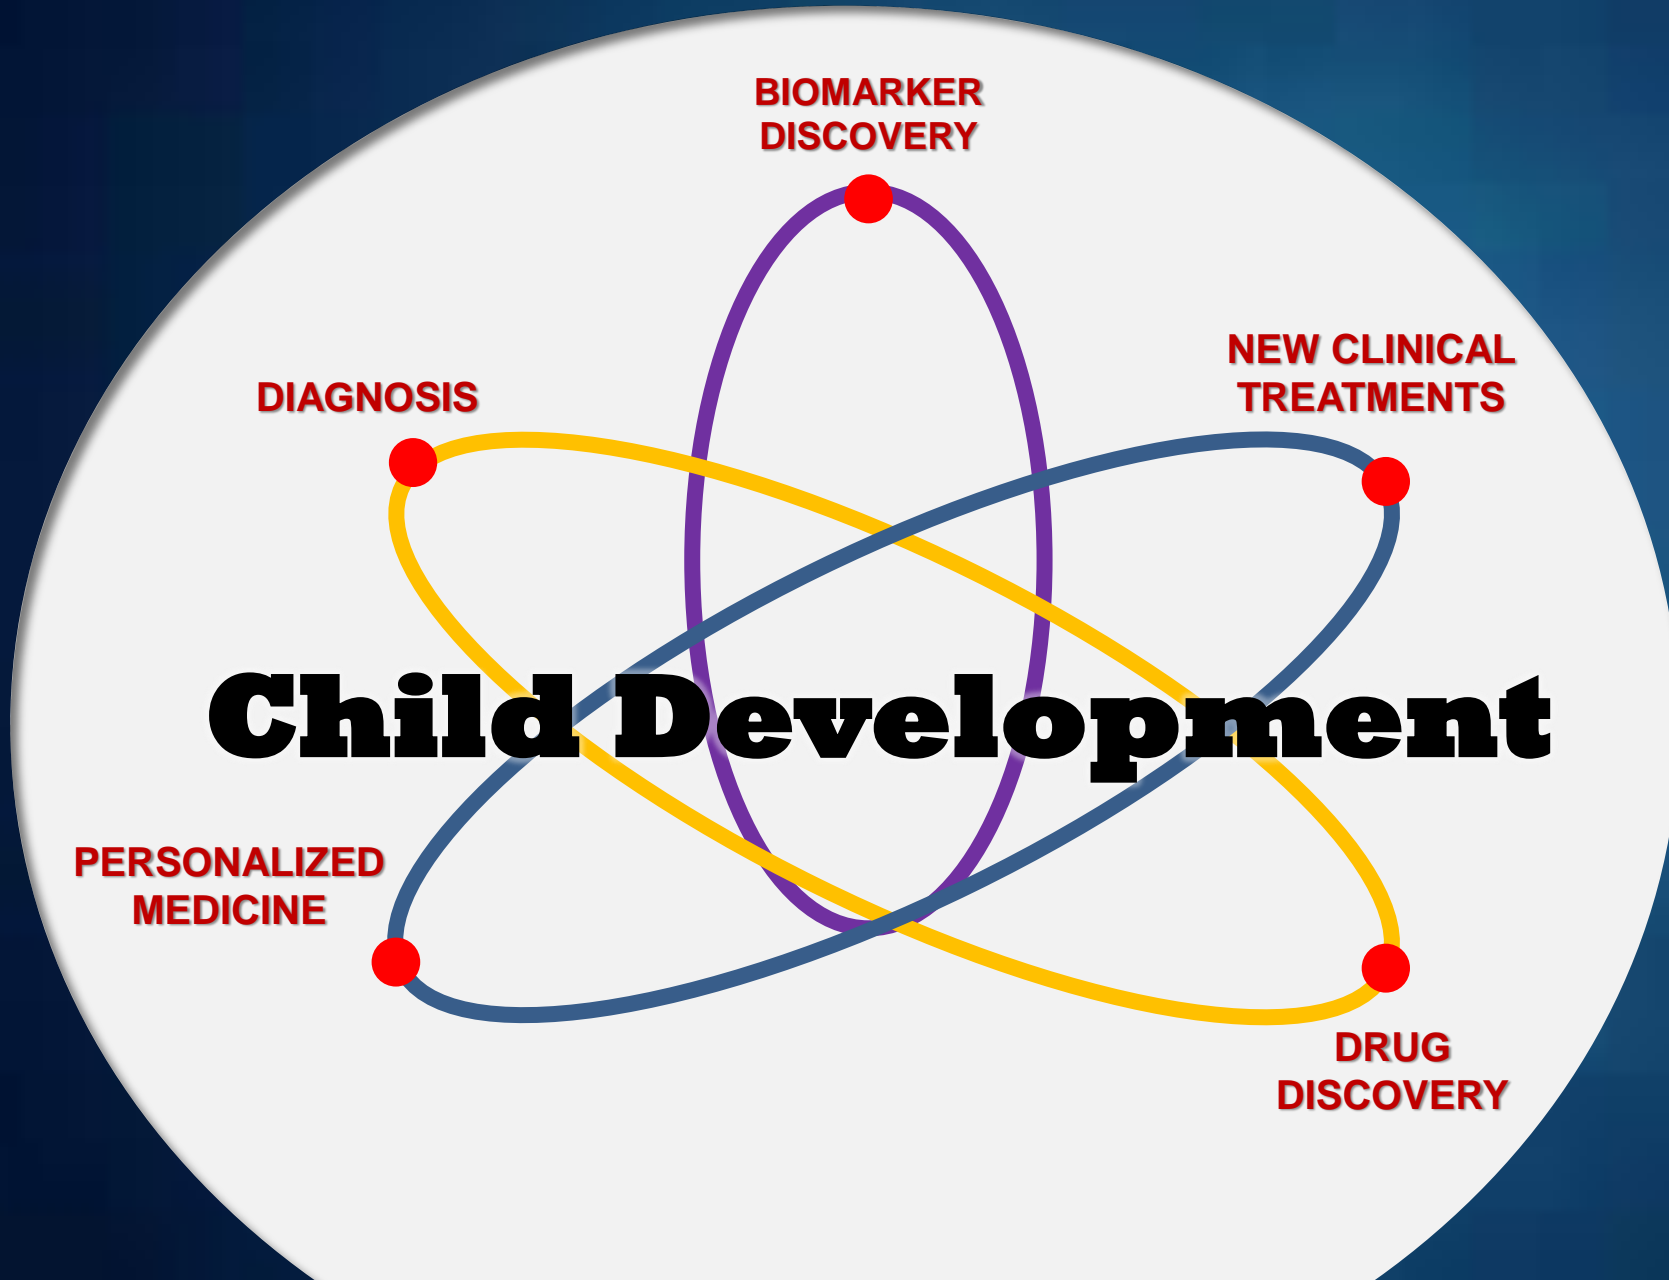 BIOMARKER
DISCOVERY
NEW CLINICAL
TREATMENTS
DIAGNOSIS
Child Development
PERSONALIZED
MEDICINE
DRUG
DISCOVERY